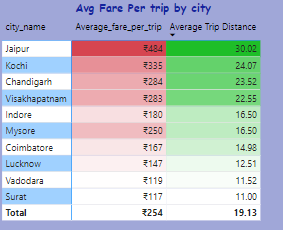 Avg Fare Per trip by city
city_name Average_fare_per_trip Average Trip Distance
Jaipur ₹484 30.02
Kochi ₹335 24.07
Chandigarh ₹284 23.52
Visakhapatnam ₹283 22.55
Indore ₹180 16.50
Mysore ₹250 16.50
Coimbatore ₹167 14.98
Lucknow ₹147 12.51
Vadodara ₹119 11.52
Surat ₹117 11.00
Total ₹254 19.13